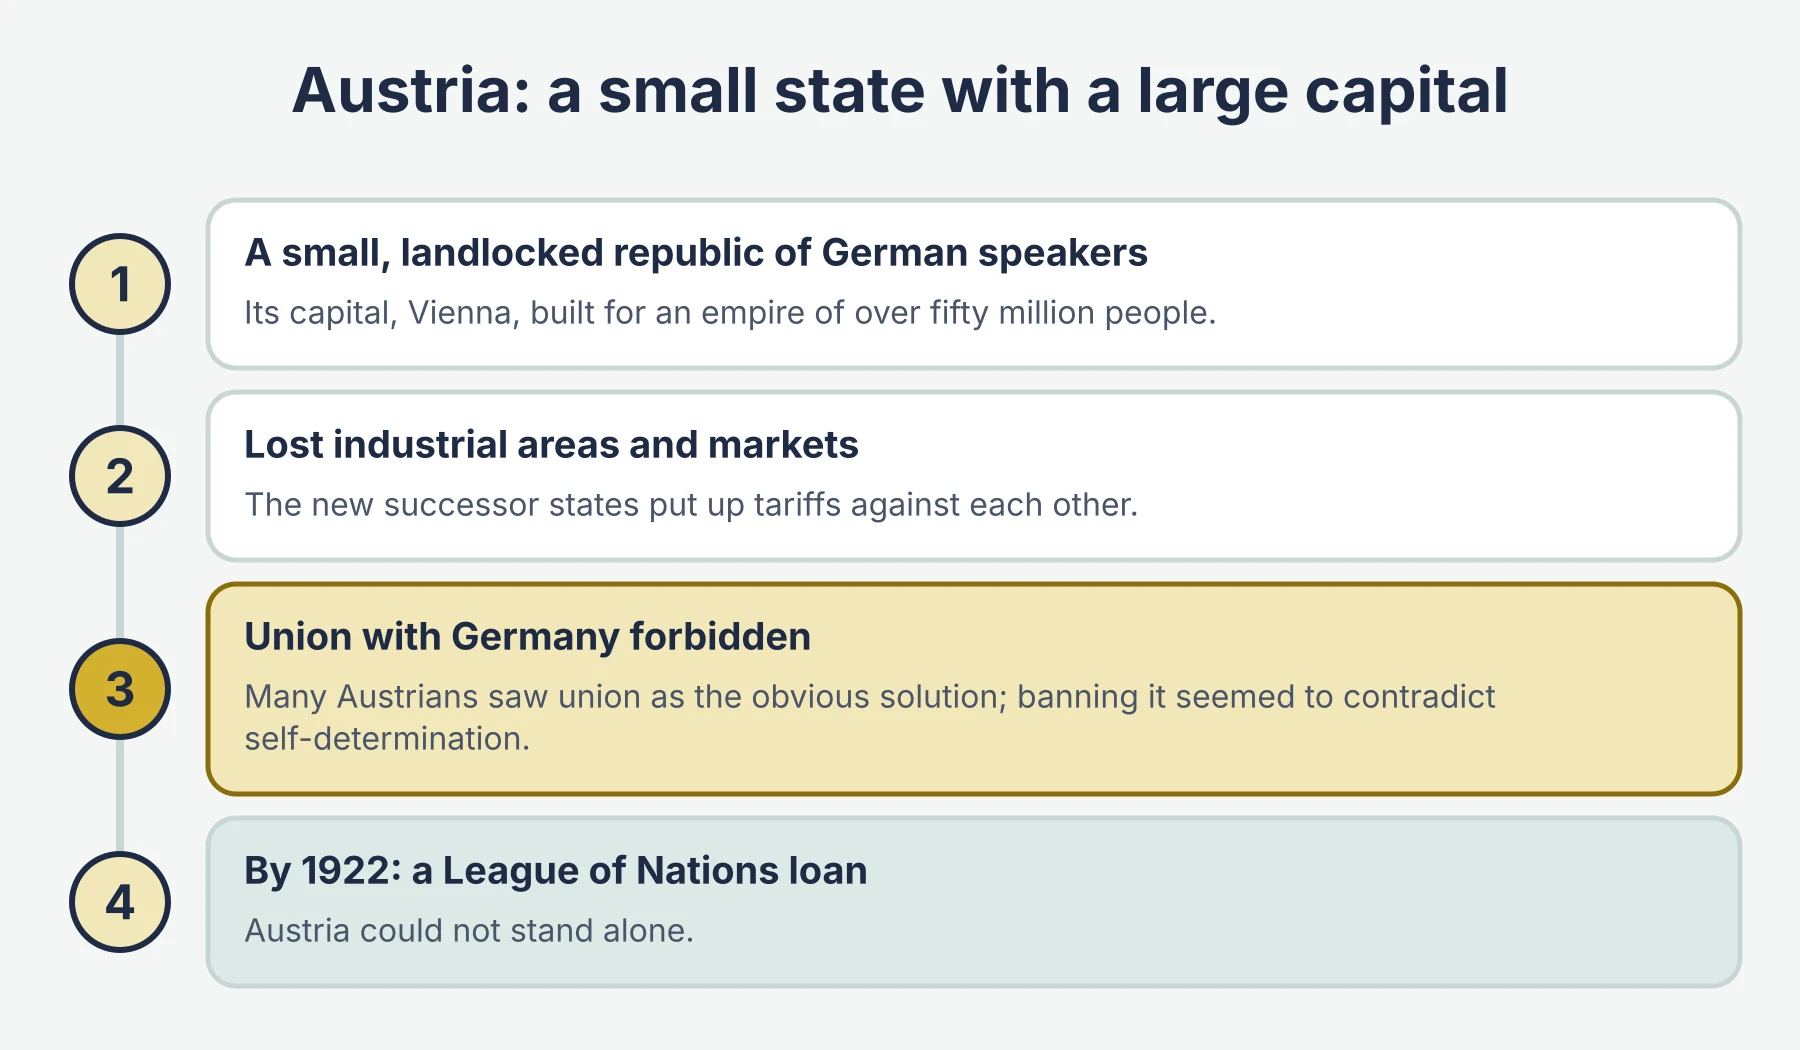 Austria: a small state with a large capital
1
A small, landlocked republic of German speakers
Its capital, Vienna, built for an empire of over fifty million people.
2
Lost industrial areas and markets
The new successor states put up tariffs against each other.
3
Union with Germany forbidden
Many Austrians saw union as the obvious solution; banning it seemed to contradict
self-determination.
4
By 1922: a League of Nations loan
Austria could not stand alone.